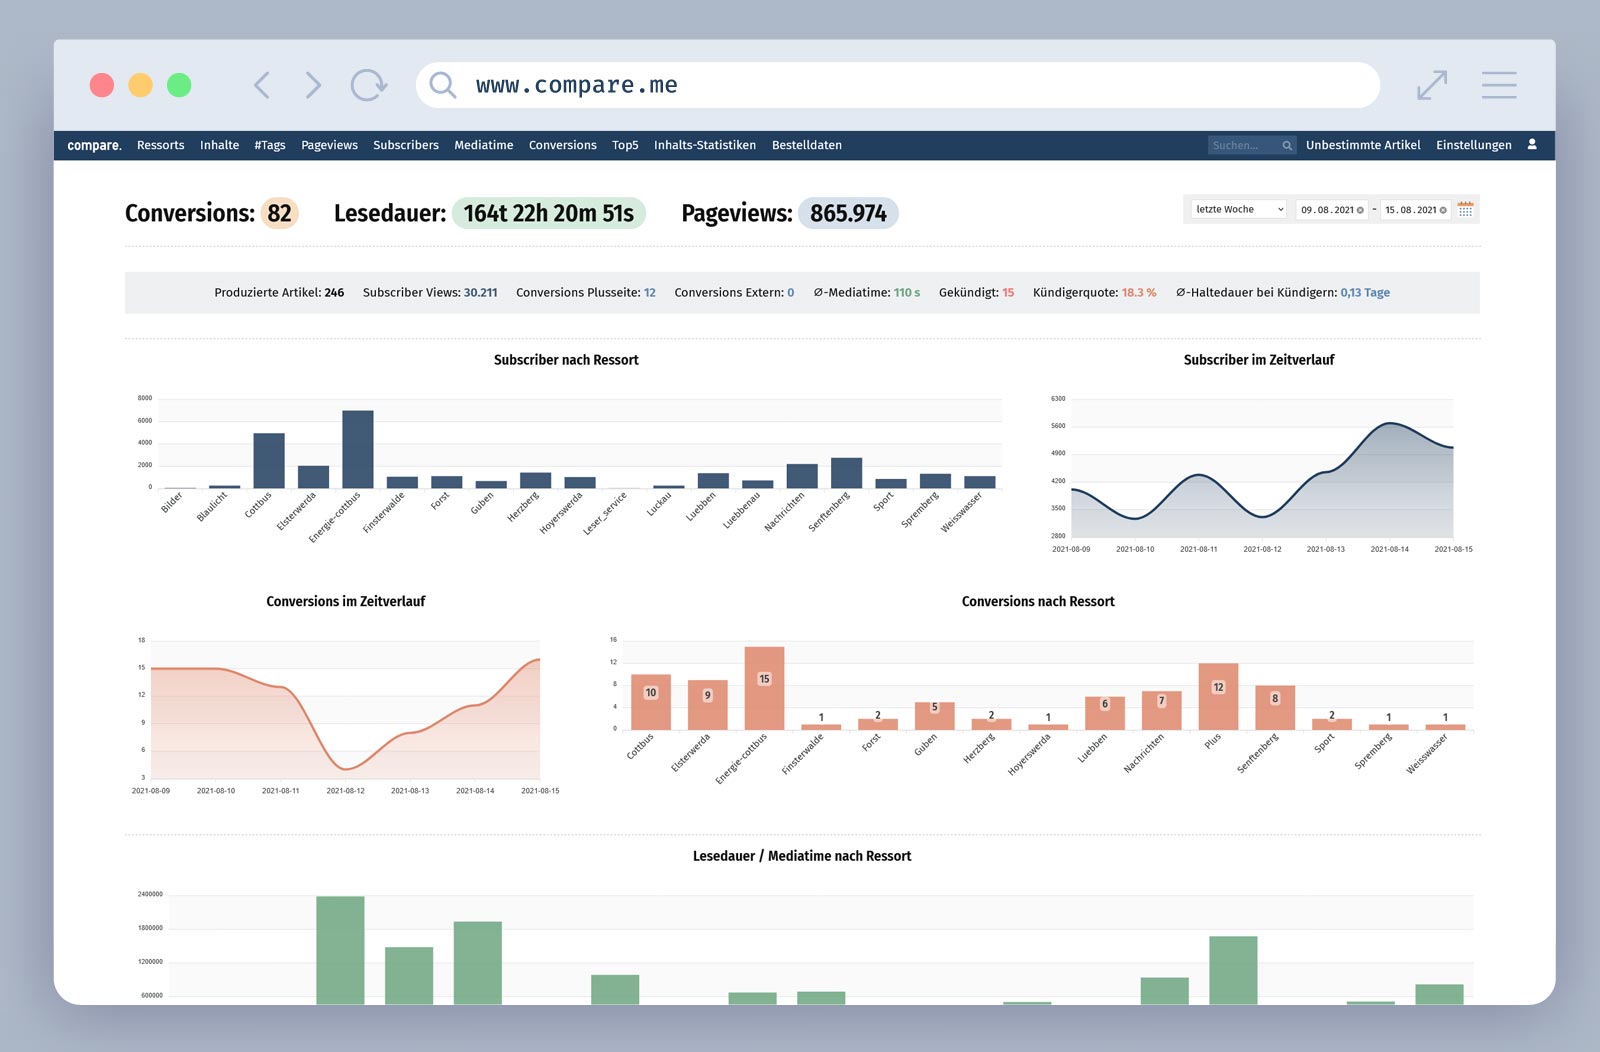 www.compare.me
compare. Ressorts Inhalte #Tags Pageviews Subscribers Mediatime Conversions Top5 Inhalts-Statistiken Bestelldaten Suchen... Unbestimmte Artikel Einstellungen
Conversions: 82 Lesedauer: 164t 22h 20m 51s Pageviews: 865.974 letzte Woche 09.08.2021 - 15.08.2021
Produzierte Artikel: 246 Subscriber Views: 30.211 Conversions Plusseite: 12 Conversions Extern: 0 Ø-Mediatime: 110 s Gekündigt: 15 Kündigerquote: 18.3 % Ø-Haltedauer bei Kündigern: 0,13 Tage
Subscriber nach Ressort
8000
6000
4000
2000
0
Bilder Blaulicht Cottbus Elsterwerda Energie-cottbus Finsterwalde Forst Guben Herzberg Hoyerswerda Leser_service Luckau Luebben Luebbenau Nachrichten Senftenberg Sport Spremberg Weisswasser
Subscriber im Zeitverlauf
6300
5600
4900
4200
3500
2800
2021-08-09 2021-08-10 2021-08-11 2021-08-12 2021-08-13 2021-08-14 2021-08-15
Conversions im Zeitverlauf
18
15
12
9
6
3
2021-08-09 2021-08-10 2021-08-11 2021-08-12 2021-08-13 2021-08-14 2021-08-15
Conversions nach Ressort
16
12
8
4
0
10 9 15 1 2 5 2 1 6 7 12 8 2 1 1
Cottbus Elsterwerda Energie-cottbus Finsterwalde Forst Guben Herzberg Hoyerswerda Luebben Nachrichten Plus Senftenberg Sport Spremberg Weisswasser
Lesedauer / Mediatime nach Ressort
2400000
1800000
1200000
600000